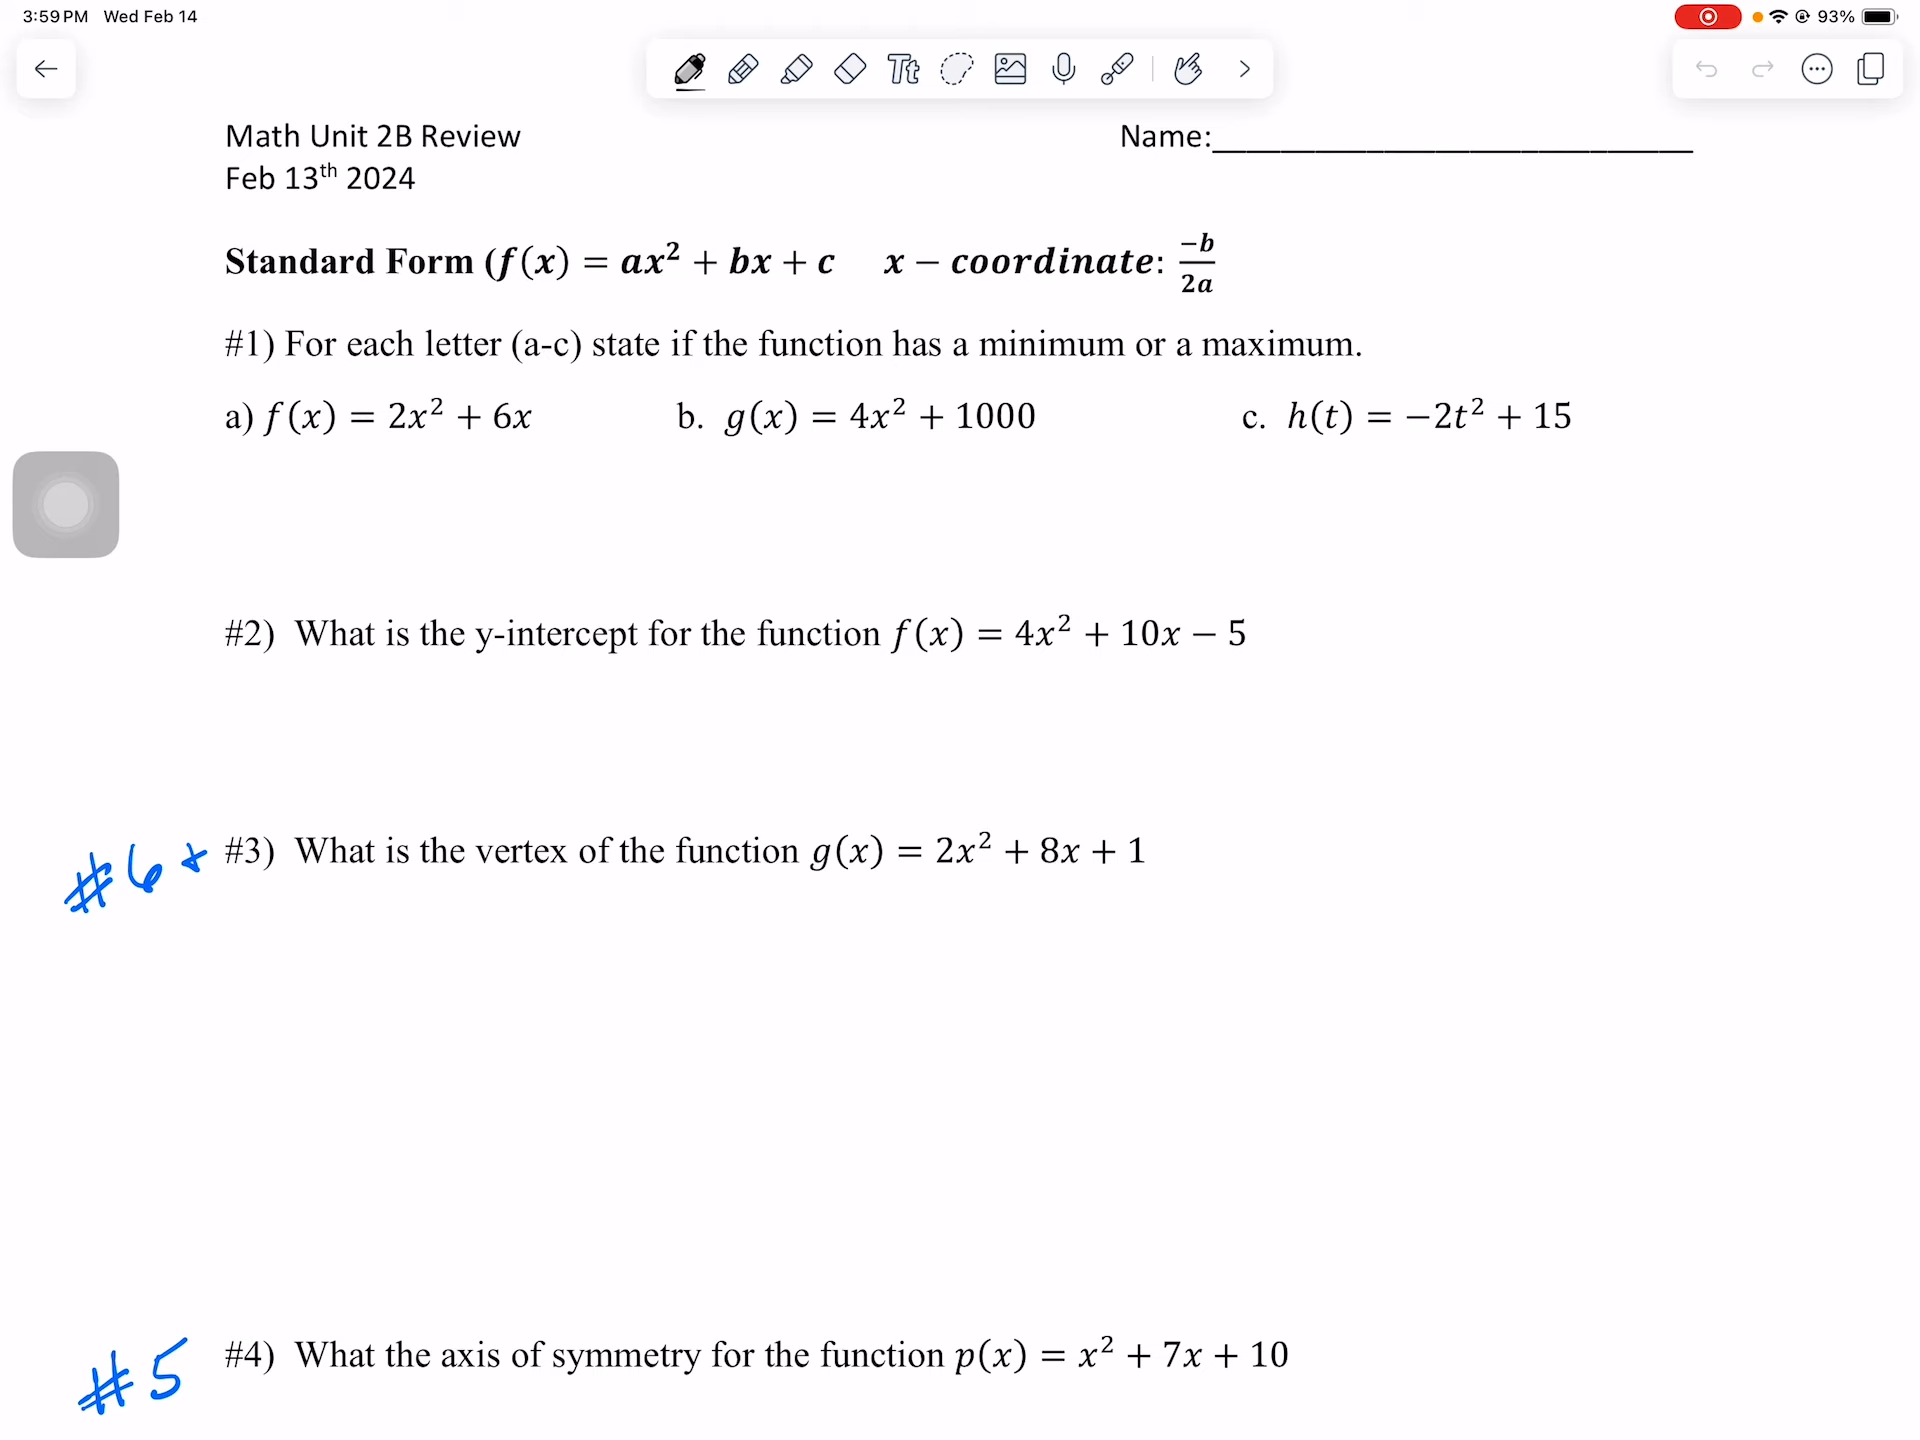 3:59 PM Wed Feb 14
93%
Tt
Math Unit 2B Review Name:
Feb 13th 2024
Standard Form (f(x) = ax² + bx + c x – coordinate: −b/2a
#1) For each letter (a-c) state if the function has a minimum or a maximum.
a) f(x) = 2x² + 6x b. g(x) = 4x² + 1000 c. h(t) = −2t² + 15
#2) What is the y-intercept for the function f(x) = 4x² + 10x − 5
#6 + #3) What is the vertex of the function g(x) = 2x² + 8x + 1
#5 #4) What the axis of symmetry for the function p(x) = x² + 7x + 10